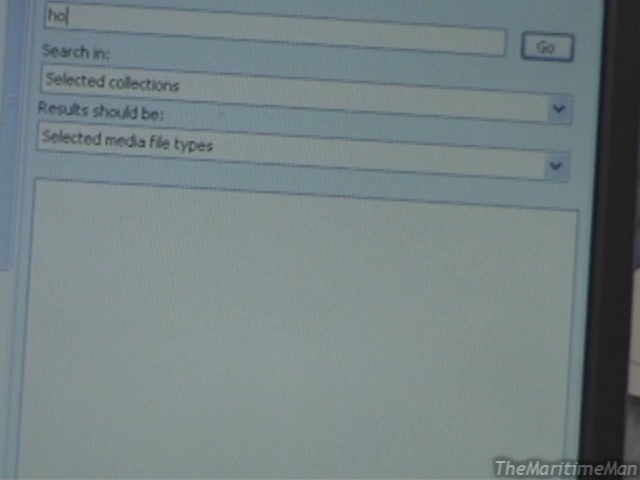 ho
Go
Search in:
Selected collections
Results should be:
Selected media file types
TheMaritimeMan